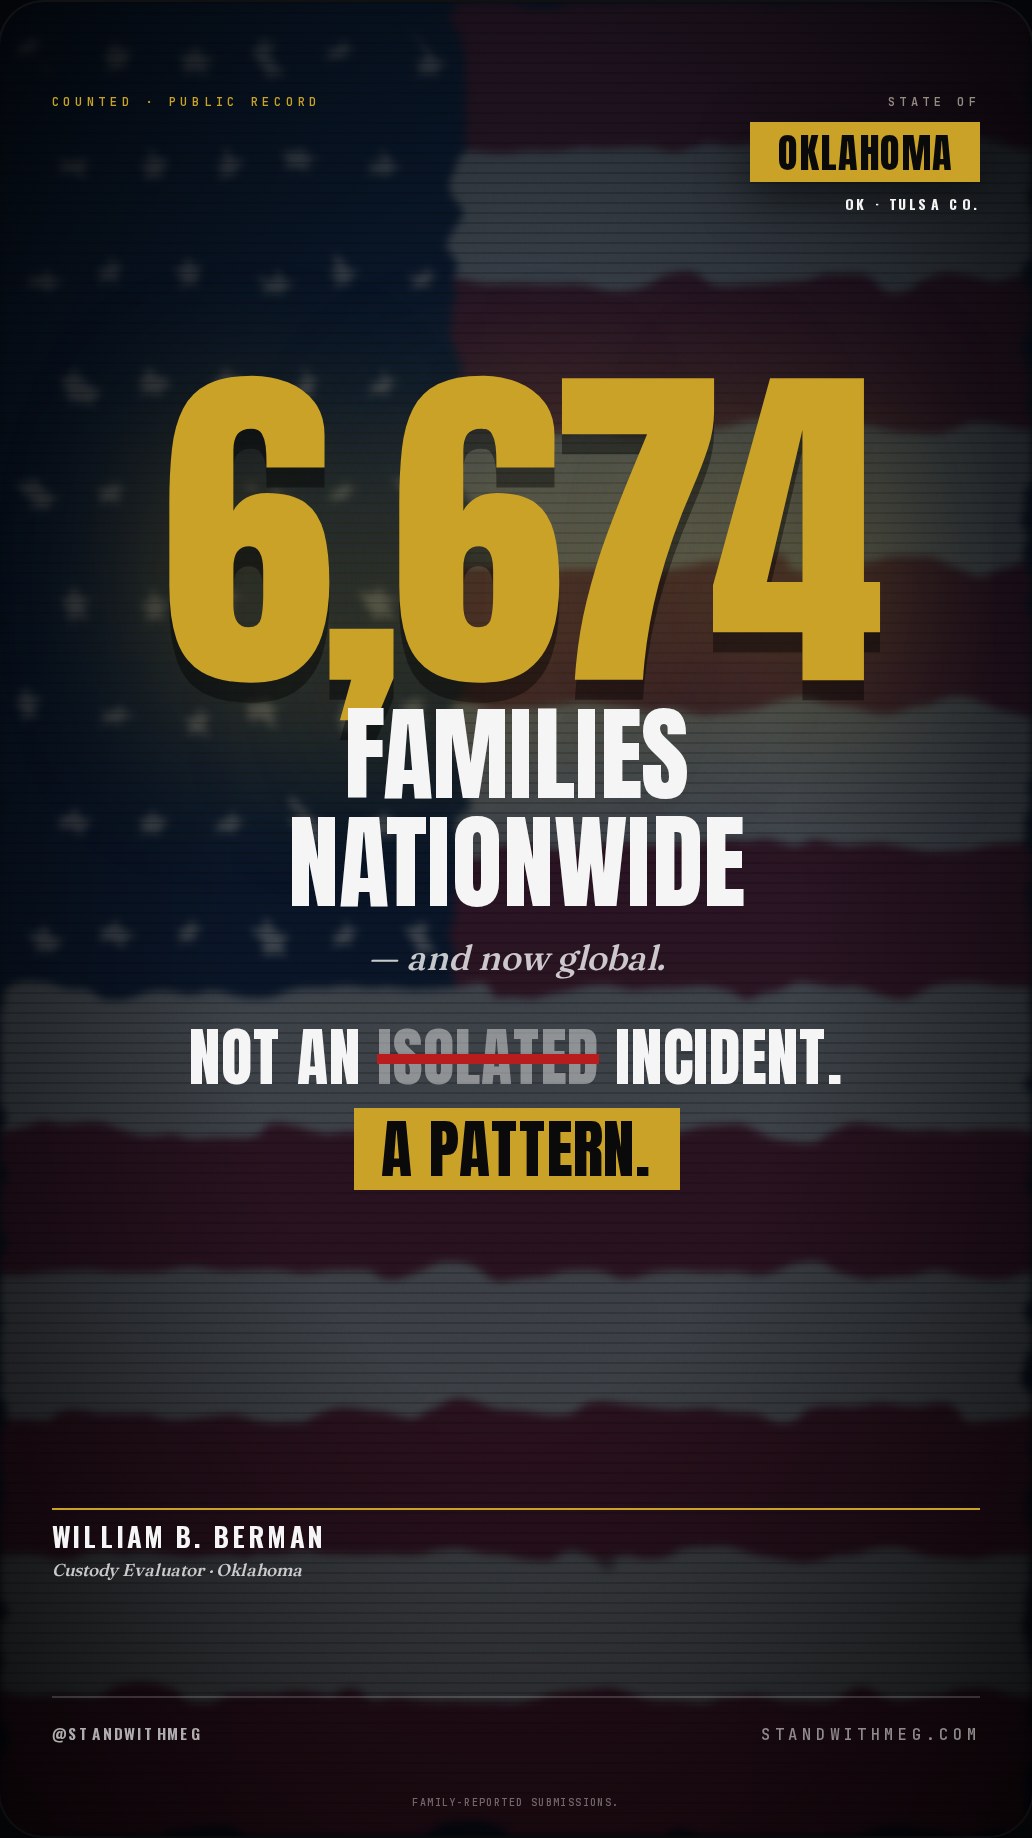 COUNTED · PUBLIC RECORD
STATE OF
OKLAHOMA
OK · TULSA CO.
6,674
FAMILIES
NATIONWIDE
— and now global.
NOT AN ISOLATED INCIDENT.
A PATTERN.
WILLIAM B. BERMAN
Custody Evaluator · Oklahoma
@STANDWITHMEG
STANDWITHMEG.COM
FAMILY-REPORTED SUBMISSIONS.